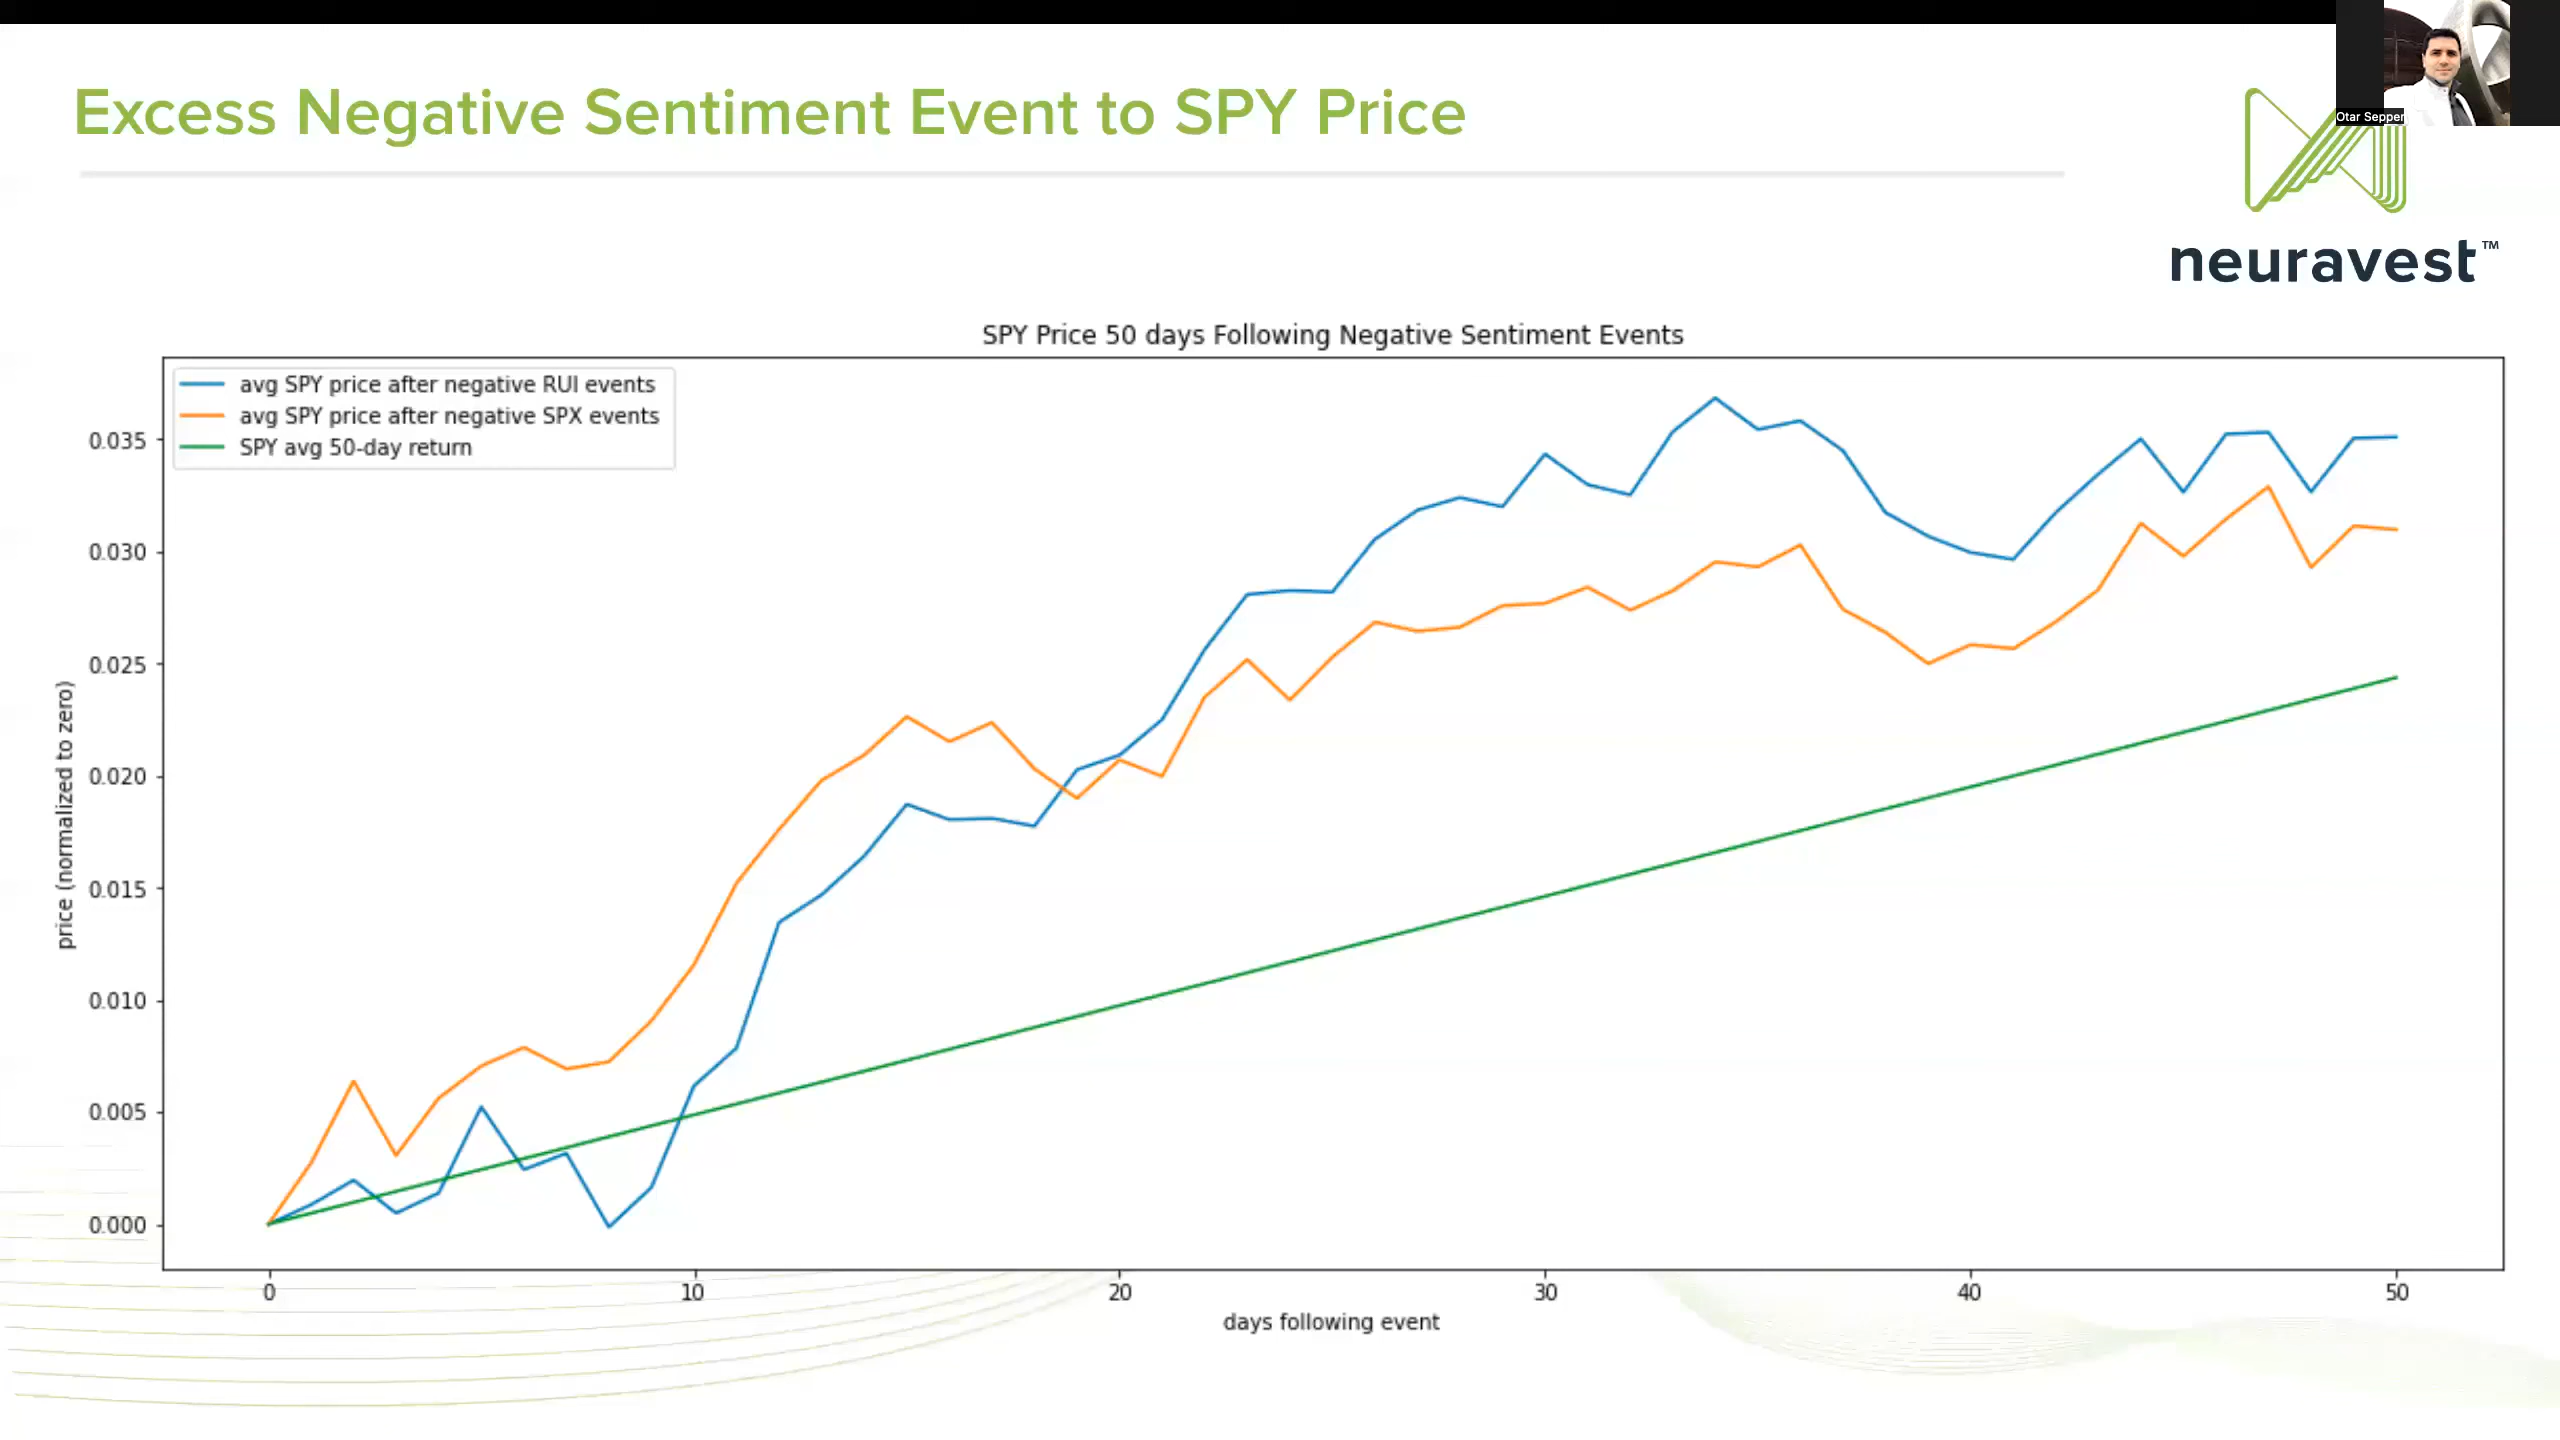 Otar Sepper
Excess Negative Sentiment Event to SPY Price
neuravest™
SPY Price 50 days Following Negative Sentiment Events
avg SPY price after negative RUI events
avg SPY price after negative SPX events
SPY avg 50-day return
price (normalized to zero)
0.035
0.030
0.025
0.020
0.015
0.010
0.005
0.000
0 10 20 30 40 50
days following event